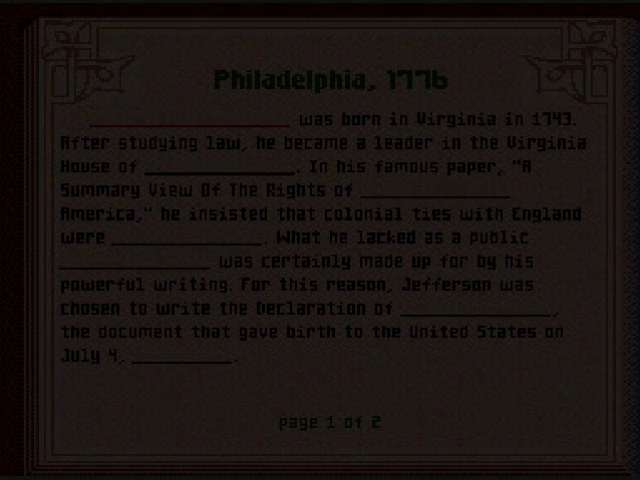 Philadelphia, 1776
____________________ was born in Virginia in 1743.
After studying law, he became a leader in the Virginia
House of _______________. In his famous paper, "A
Summary View Of The Rights of _______________
America," he insisted that colonial ties with England
were _______________. What he lacked as a public
_______________ was certainly made up for by his
powerful writing. For this reason, Jefferson was
chosen to write the Declaration of _______________,
the document that gave birth to the United States on
July 4, __________.
page 1 of 2